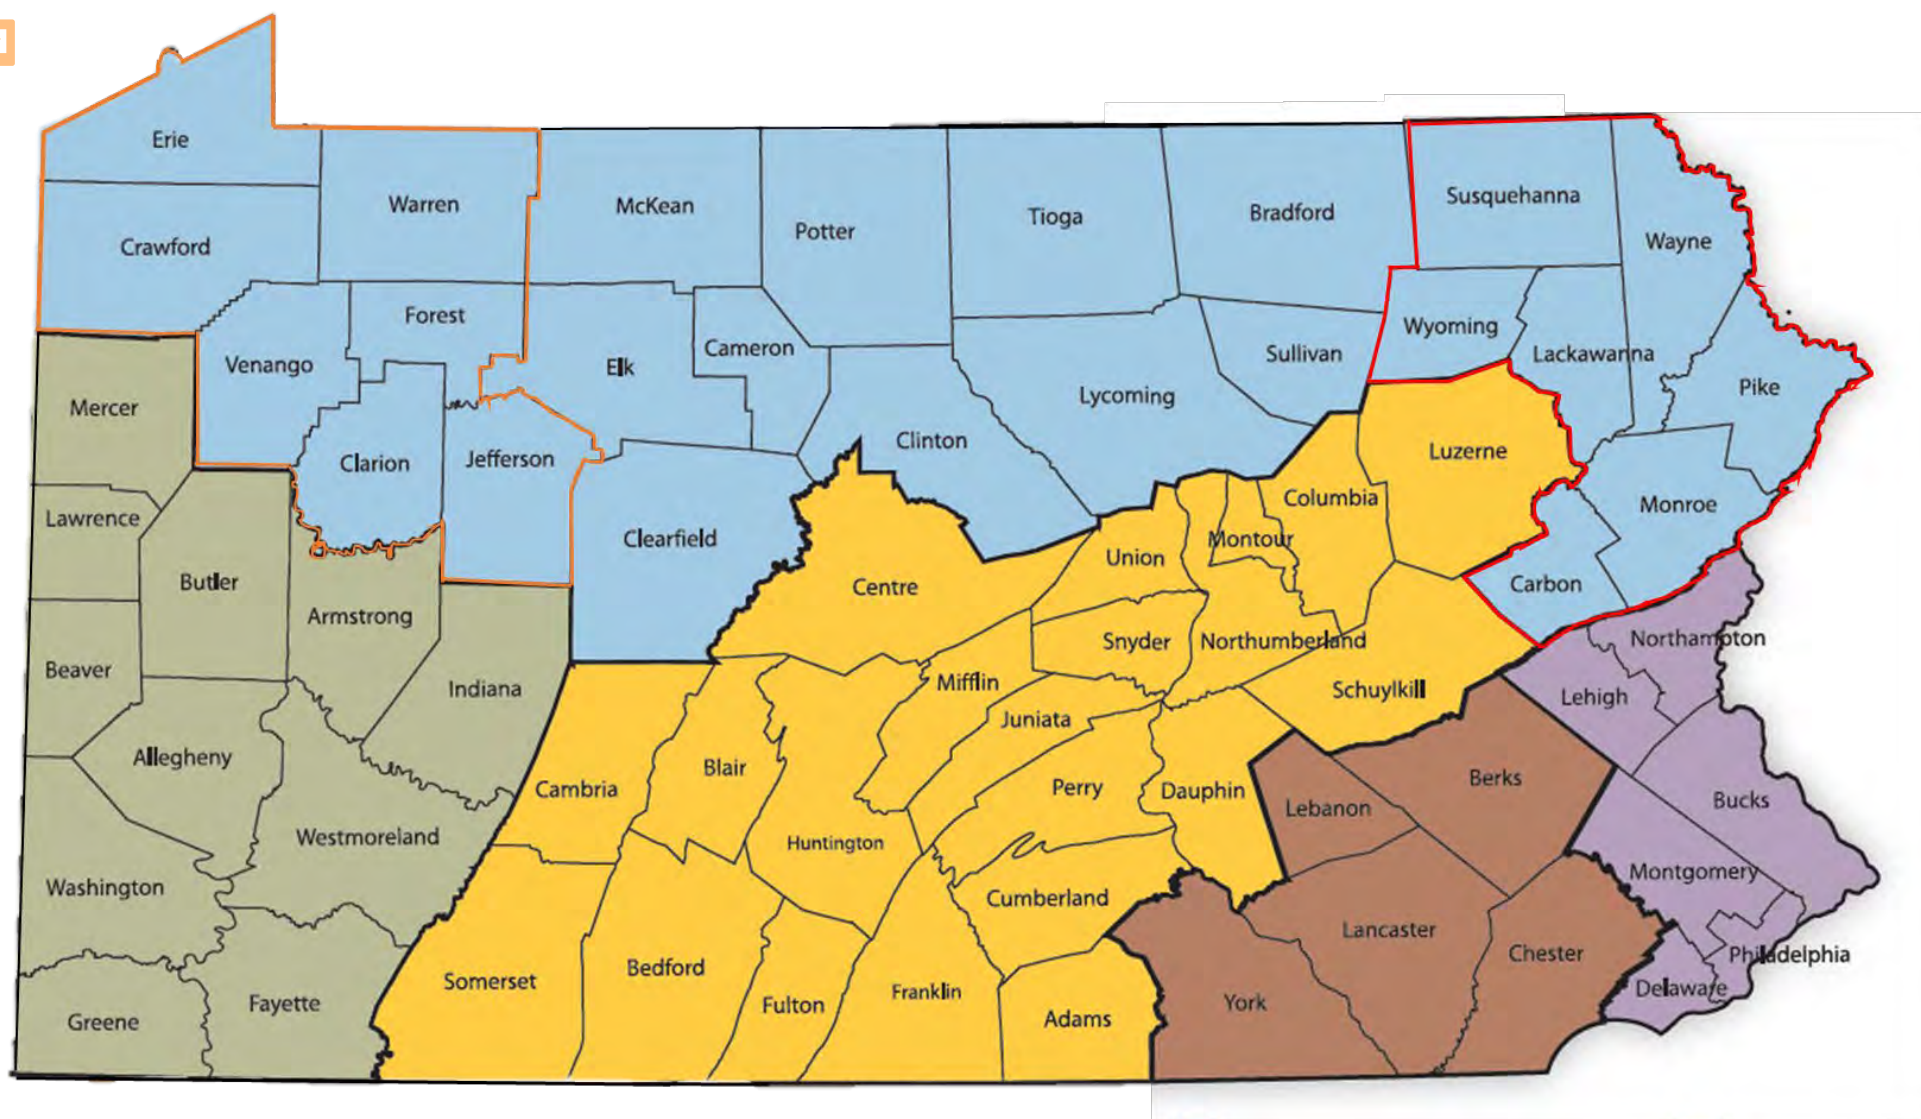 Erie
Susquehanna
Warren
McKean
Bradford
Tioga
Potter
Wayne
Crawford
Forest
Wyoming
Cameron
Sullivan
Lackawanna
Venango
Elk
Pike
Lycoming
Mercer
Clinton
Luzerne
Jefferson
Clarion
Columbia
Monroe
Lawrence
Clearfield
Montour
Union
Butler
Centre
Carbon
Armstrong
Northampton
Snyder
Northumberland
Beaver
Mifflin
Indiana
Schuylkill
Lehigh
Juniata
Allegheny
Blair
Berks
Perry
Cambria
Dauphin
Bucks
Lebanon
Westmoreland
Huntington
Montgomery
Washington
Cumberland
Lancaster
Chester
Philadelphia
Bedford
Somerset
Delaware
Franklin
Fayette
York
Fulton
Adams
Greene